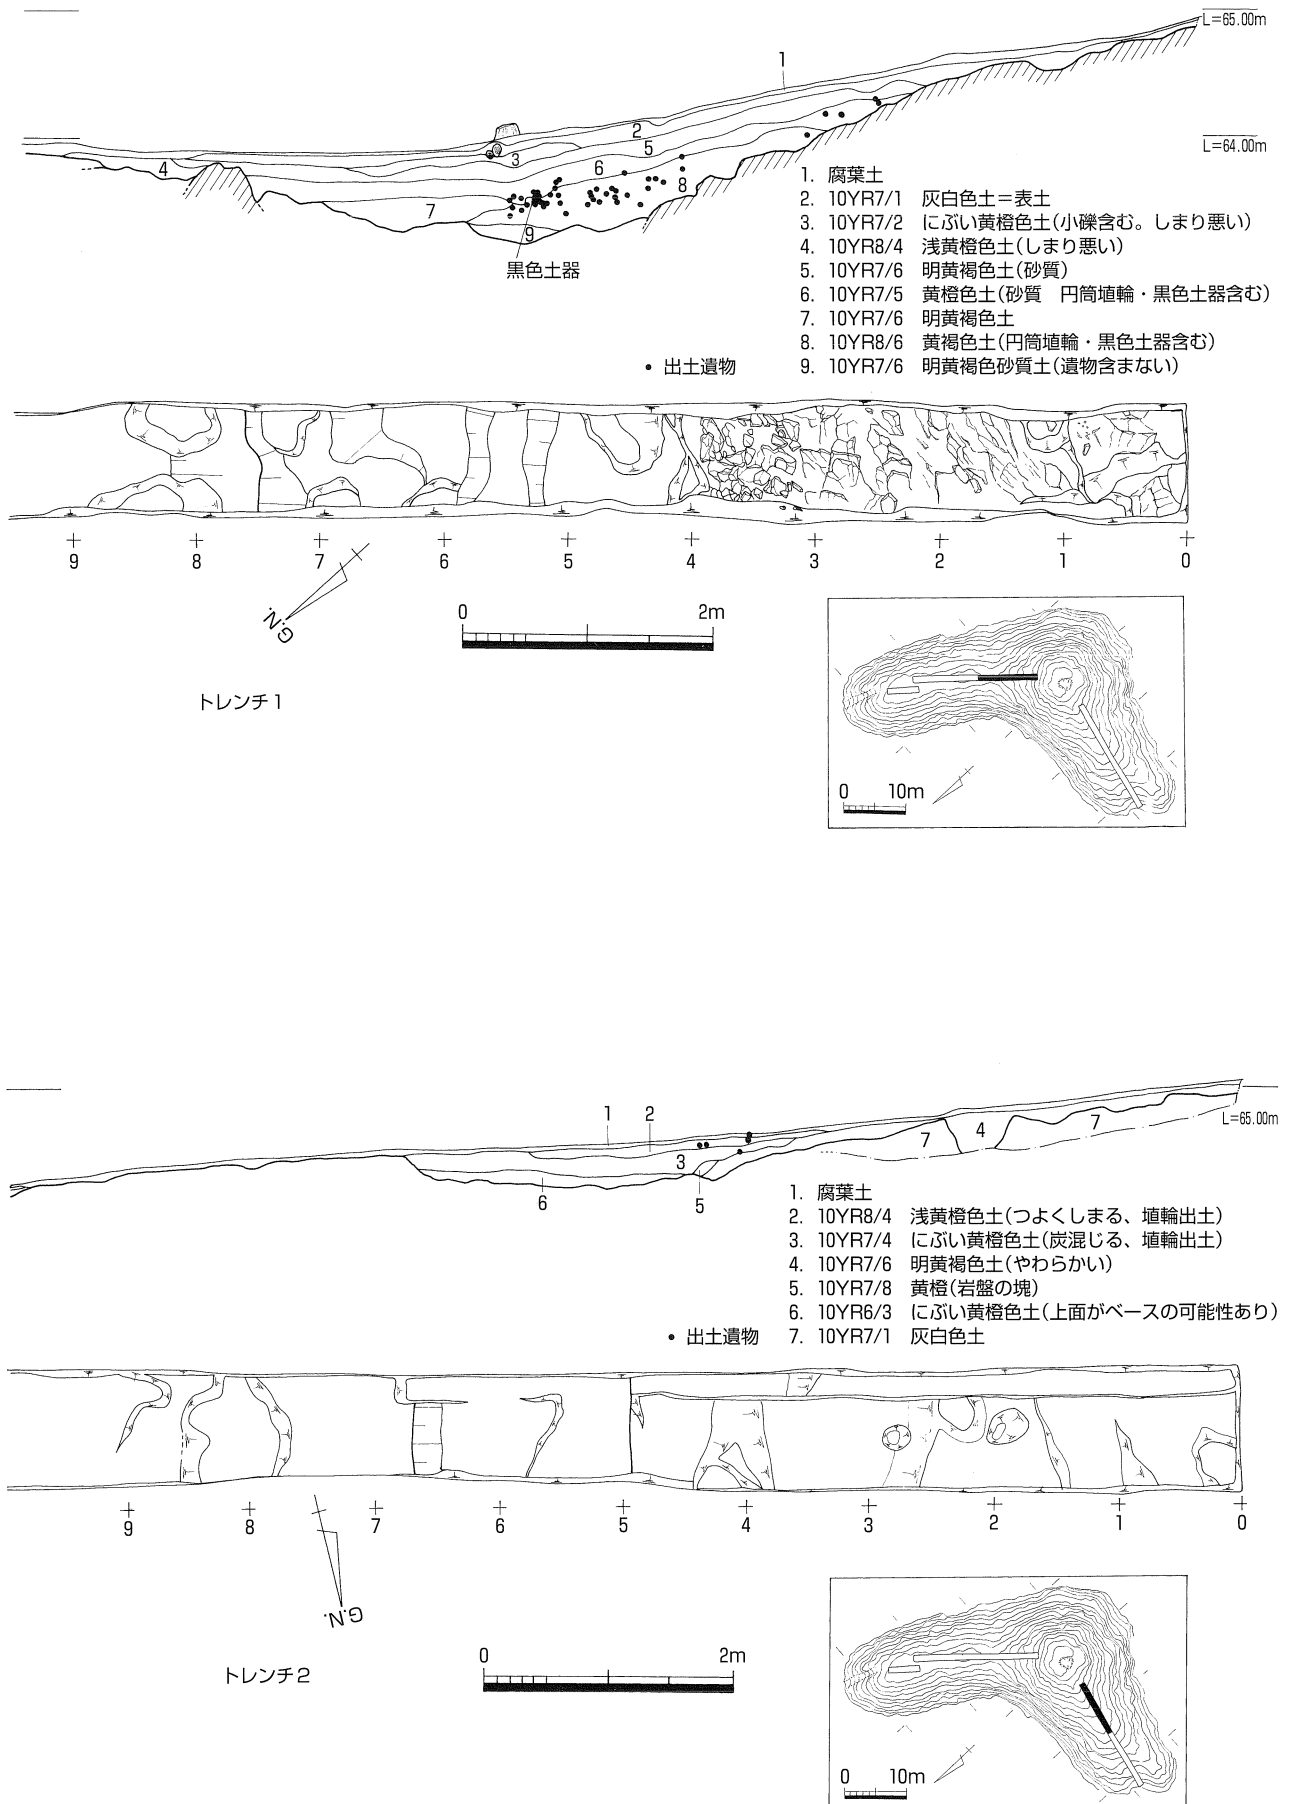 L=65.00m
1
2
3
5
4
6
8
7
9
L=64.00m
黒色土器
1. 腐葉土
2. 10YR7/1 灰白色土＝表土
3. 10YR7/2 にぶい黄橙色土(小礫含む。しまり悪い)
4. 10YR8/4 浅黄橙色土(しまり悪い)
5. 10YR7/6 明黄褐色土(砂質)
6. 10YR7/5 黄橙色土(砂質　円筒埴輪・黒色土器含む)
7. 10YR7/6 明黄褐色土
8. 10YR8/6 黄褐色土(円筒埴輪・黒色土器含む)
• 出土遺物
9. 10YR7/6 明黄褐色砂質土(遺物含まない)
9 8 7 6 5 4 3 2 1 0
G.N.
0 2m
トレンチ1
0 10m
1 2
7 4 7
L=65.00m
3
6 5
1. 腐葉土
2. 10YR8/4 浅黄橙色土(つよくしまる、埴輪出土)
3. 10YR7/4 にぶい黄橙色土(炭混じる、埴輪出土)
4. 10YR7/6 明黄褐色土(やわらかい)
5. 10YR7/8 黄橙(岩盤の塊)
6. 10YR6/3 にぶい黄橙色土(上面がベースの可能性あり)
• 出土遺物
7. 10YR7/1 灰白色土
9 8 7 6 5 4 3 2 1 0
G.N.
0 2m
トレンチ2
0 10m